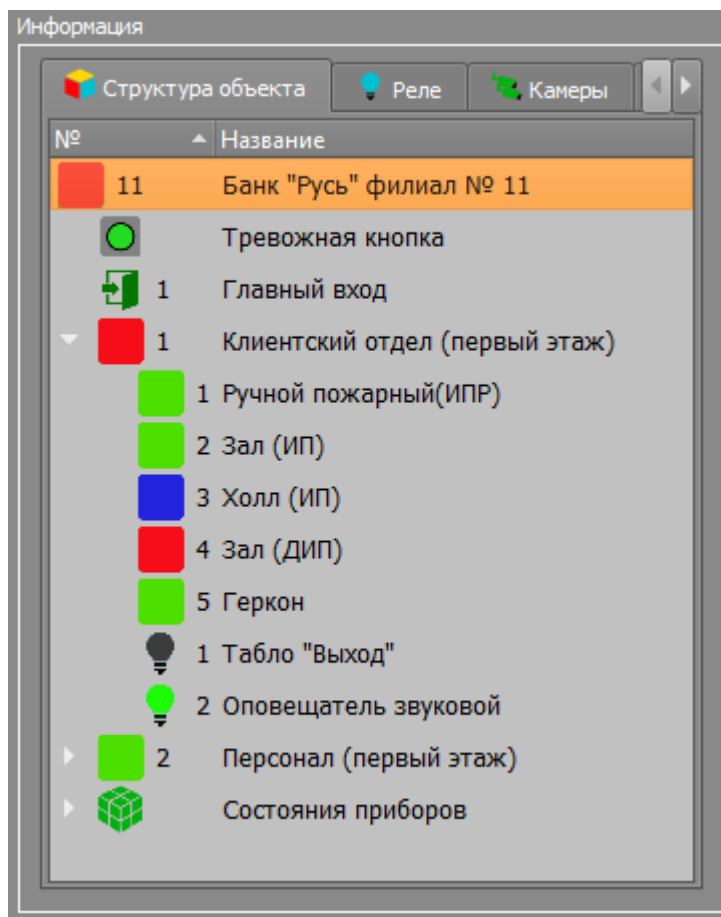 Информация
Структура объекта Реле Камеры
№ Название
11 Банк "Русь" филиал № 11
Тревожная кнопка
1 Главный вход
1 Клиентский отдел (первый этаж)
1 Ручной пожарный(ИПР)
2 Зал (ИП)
3 Холл (ИП)
4 Зал (ДИП)
5 Геркон
1 Табло "Выход"
2 Оповещатель звуковой
2 Персонал (первый этаж)
Состояния приборов